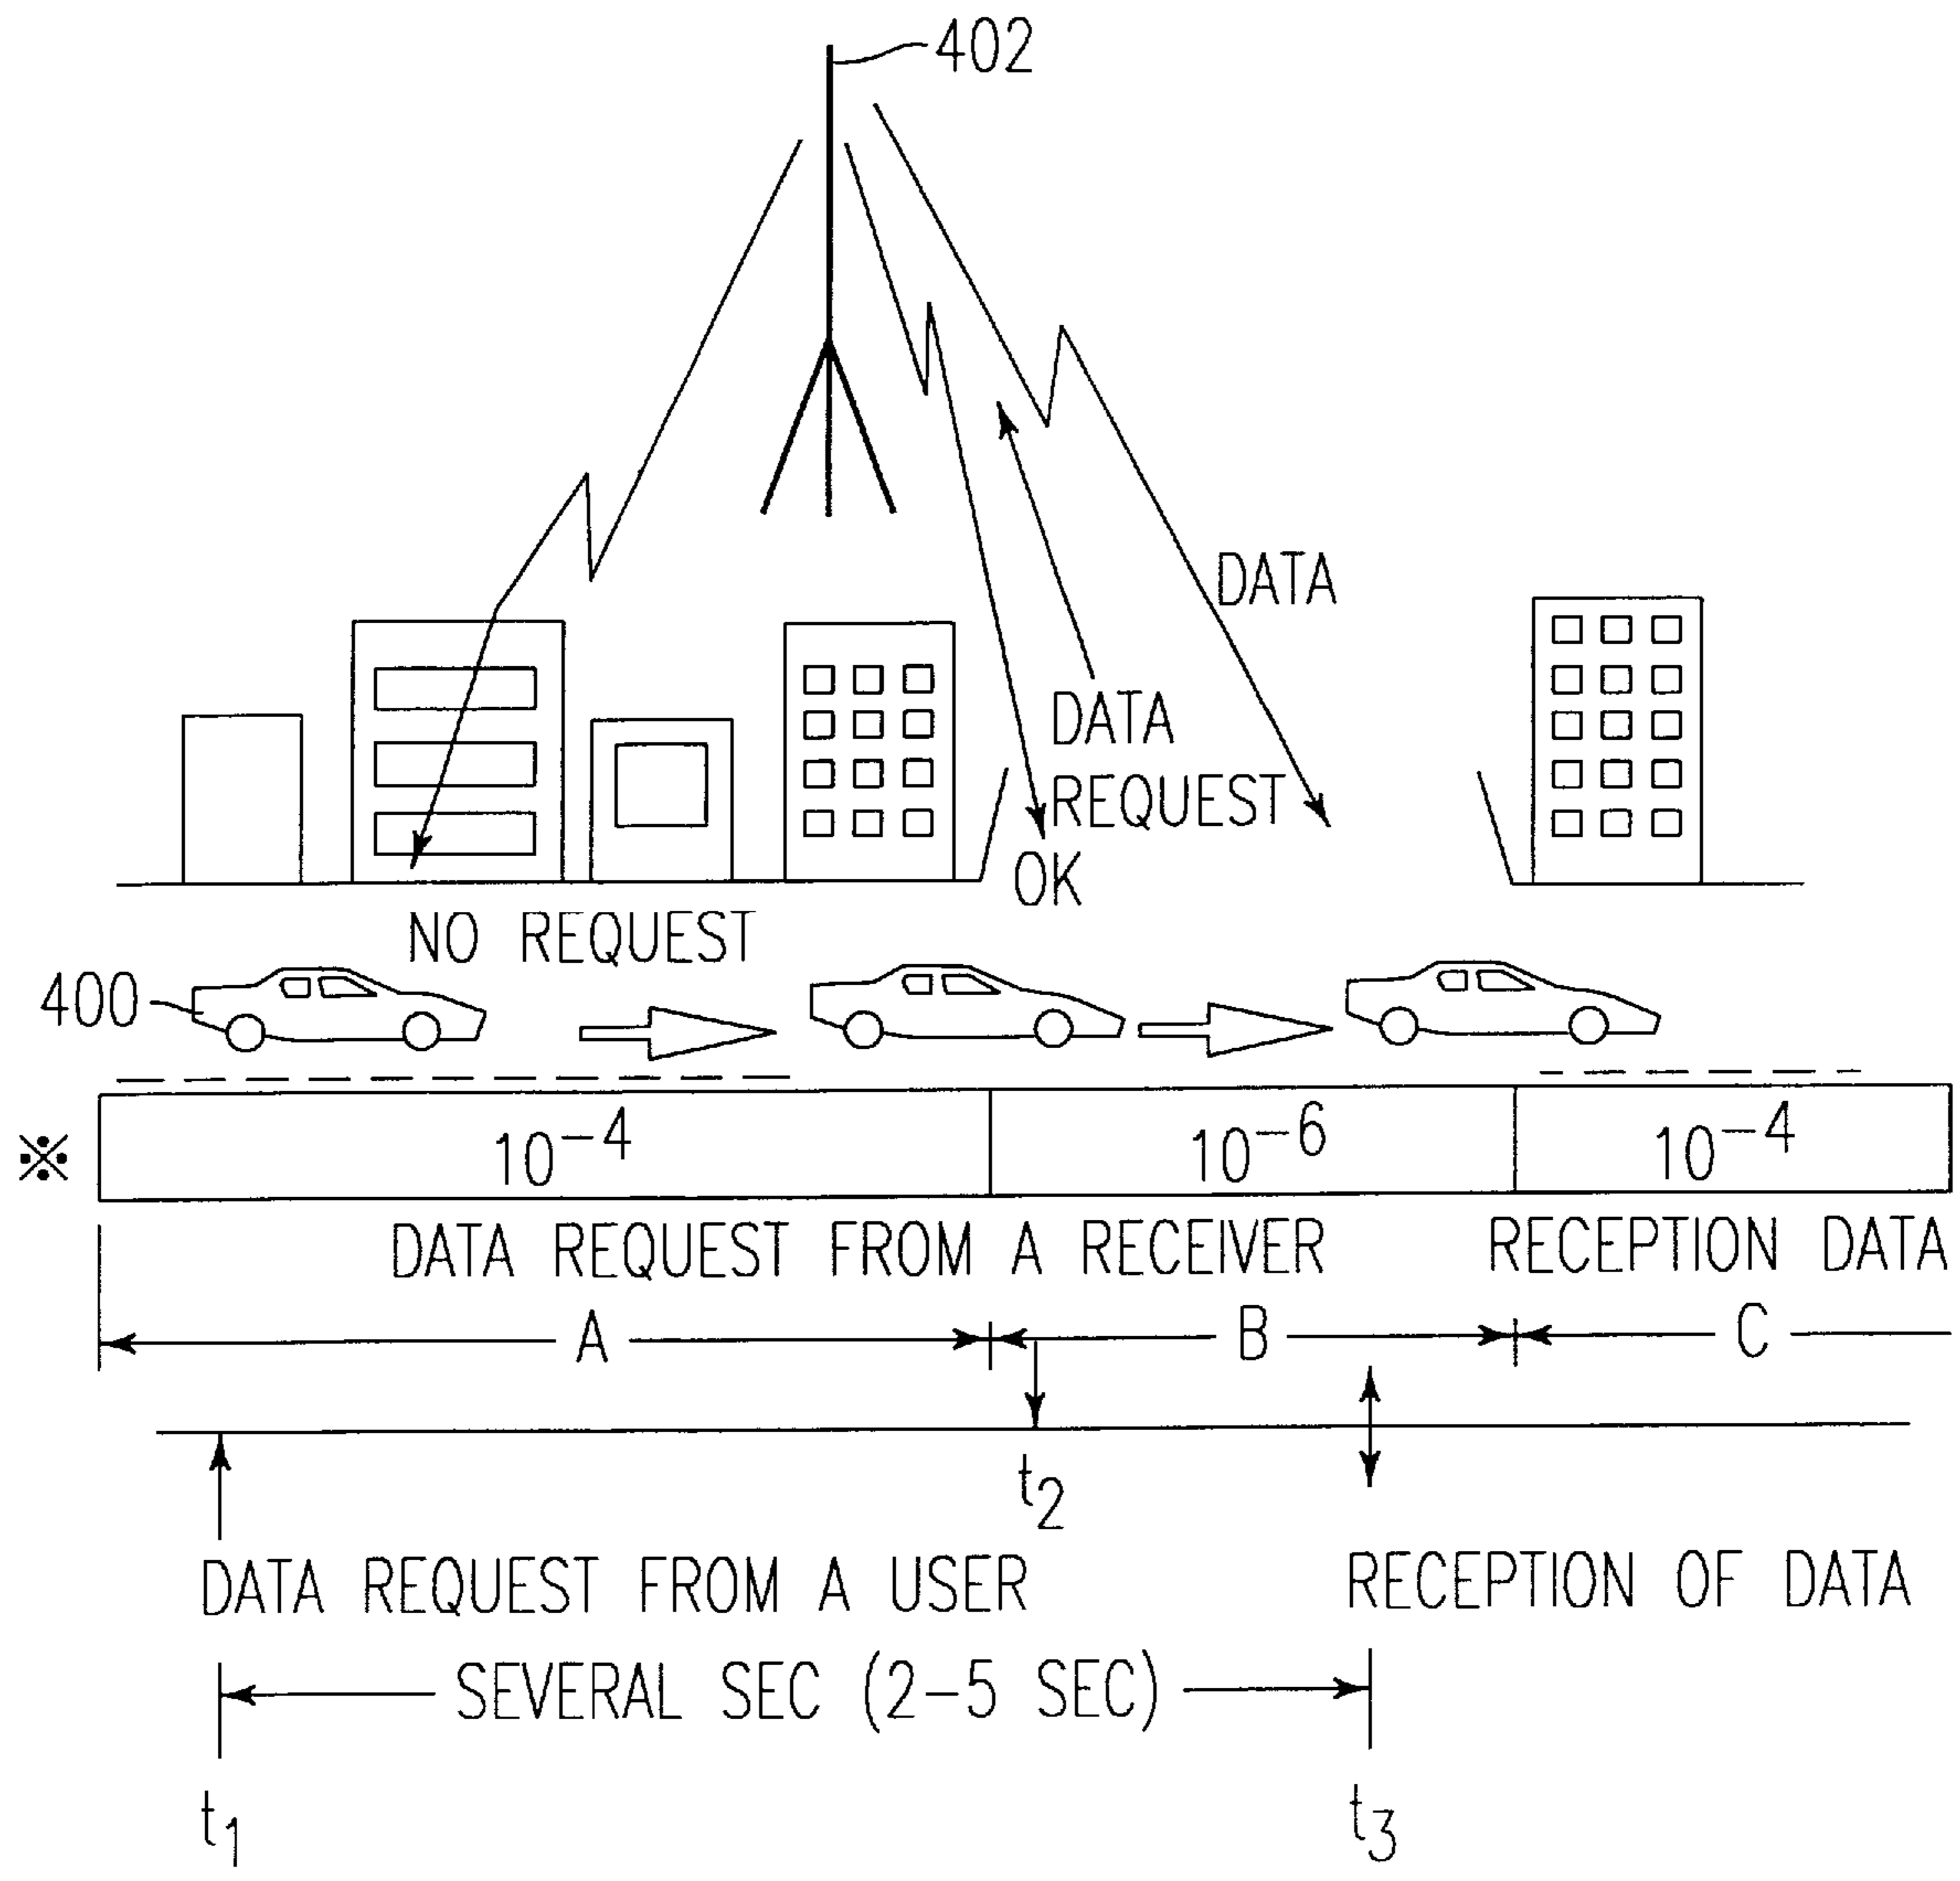 402
DATA
DATA
REQUEST
OK
NO REQUEST
400
※ 10⁻⁴ 10⁻⁶ 10⁻⁴
DATA REQUEST FROM A RECEIVER RECEPTION DATA
A B C
t₂
DATA REQUEST FROM A USER RECEPTION OF DATA
SEVERAL SEC (2–5 SEC)
t₁ t₃